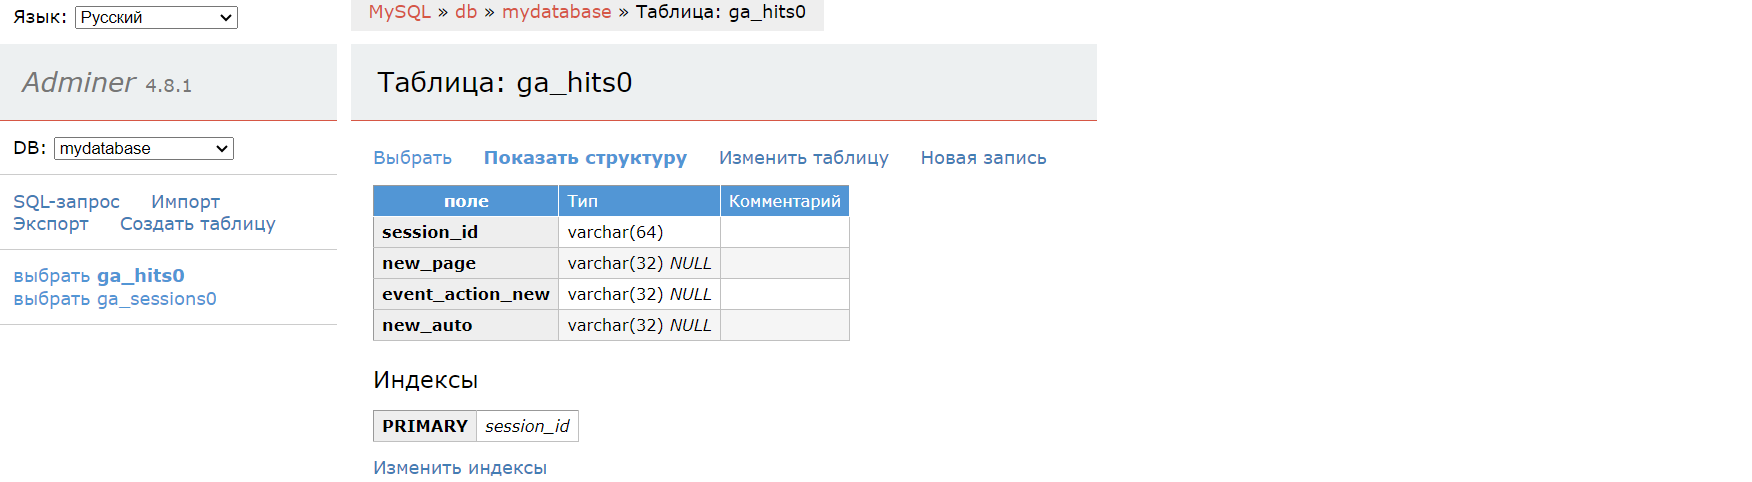 Язык: Русский
MySQL » db » mydatabase » Таблица: ga_hits0
Adminer 4.8.1
Таблица: ga_hits0
DB: mydatabase
SQL-запрос Импорт
Экспорт Создать таблицу
выбрать ga_hits0
выбрать ga_sessions0
Выбрать Показать структуру Изменить таблицу Новая запись
поле Тип Комментарий
session_id varchar(64)
new_page varchar(32) NULL
event_action_new varchar(32) NULL
new_auto varchar(32) NULL
Индексы
PRIMARY session_id
Изменить индексы